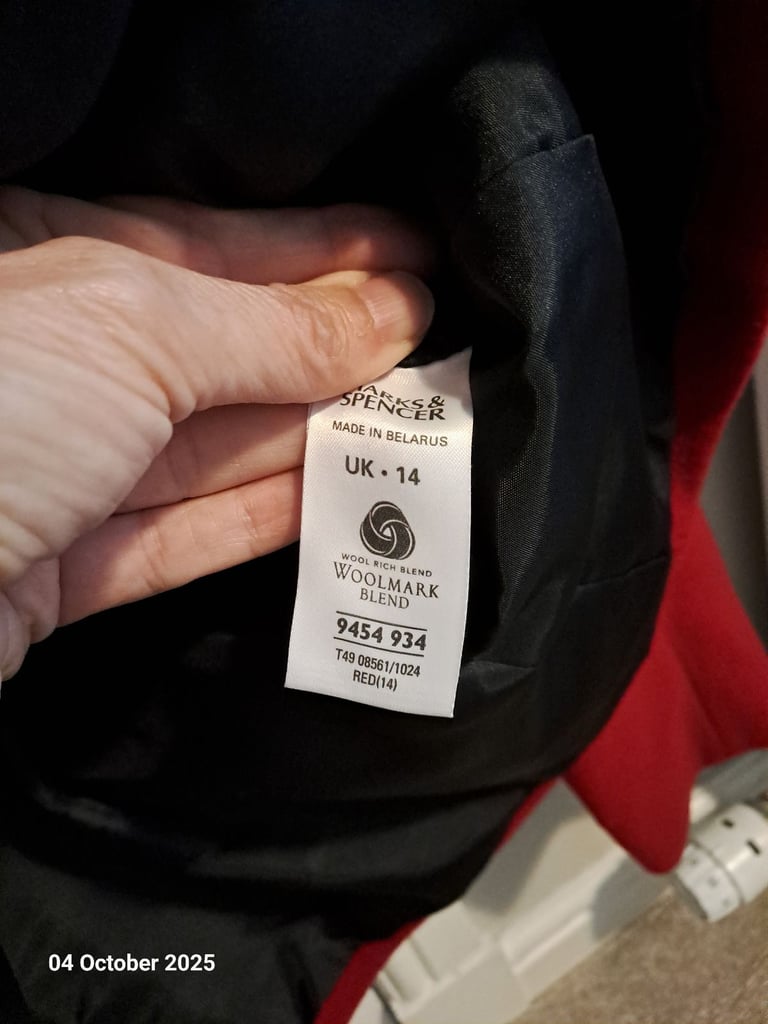 MARKS &
SPENCER
MADE IN BELARUS
UK • 14
WOOL RICH BLEND
WOOLMARK
BLEND
9454 934
T49 08561/1024
RED(14)
04 October 2025